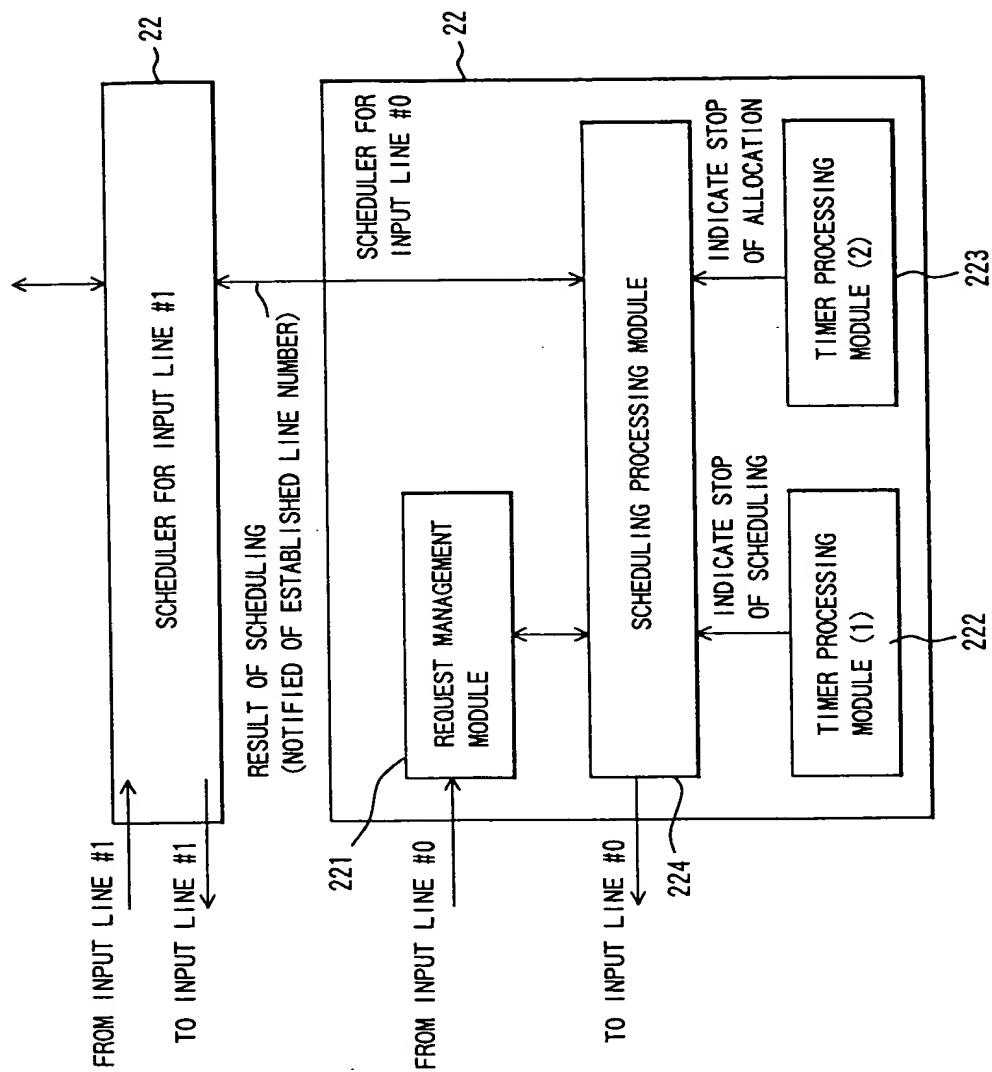 FROM INPUT LINE #1
TO INPUT LINE #1
SCHEDULER FOR INPUT LINE #1
22
RESULT OF SCHEDULING
(NOTIFIED OF ESTABLISHED LINE NUMBER)
22
SCHEDULER FOR
INPUT LINE #0
221
FROM INPUT LINE #0
REQUEST MANAGEMENT
MODULE
TO INPUT LINE #0
224
SCHEDULING PROCESSING MODULE
INDICATE STOP
OF SCHEDULING
INDICATE STOP
OF ALLOCATION
TIMER PROCESSING
MODULE (1)
222
TIMER PROCESSING
MODULE (2)
223